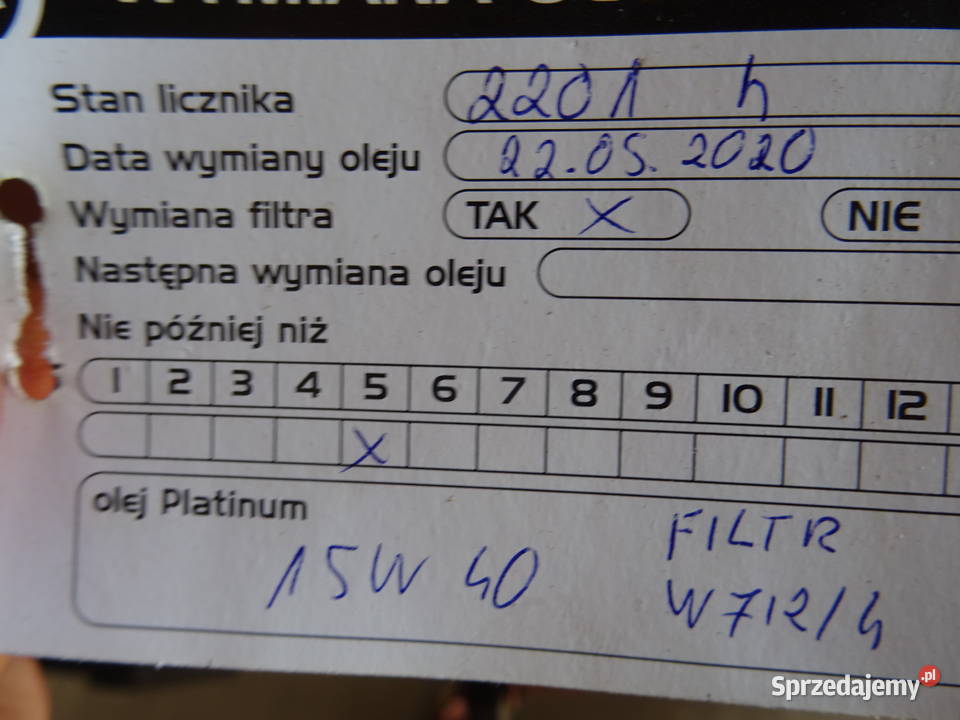 Stan licznika 2201 h
Data wymiany oleju 22.05.2020
Wymiana filtra TAK X NIE
Następna wymiana oleju
Nie później niż
1 2 3 4 5 6 7 8 9 10 11 12
X
olej Platinum
15W 40 FILTR
W712/4
Sprzedajemy.pl